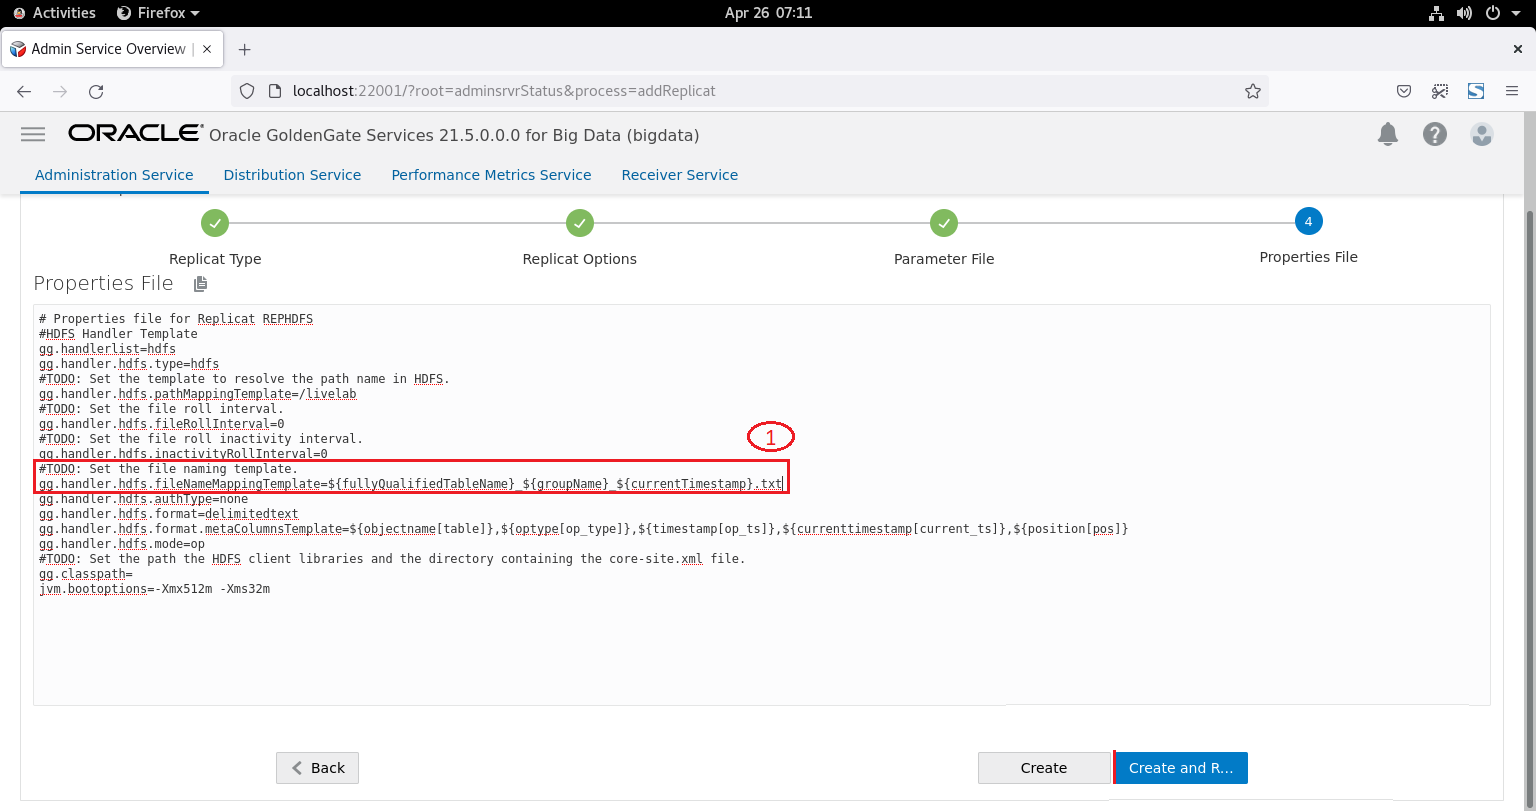 Activities Firefox Apr 26 07:11
Admin Service Overview |
localhost:22001/?root=adminsrvrStatus&process=addReplicat
ORACLE Oracle GoldenGate Services 21.5.0.0.0 for Big Data (bigdata)
Administration Service Distribution Service Performance Metrics Service Receiver Service
4
Replicat Type Replicat Options Parameter File Properties File
Properties File
# Properties file for Replicat REPHDFS
#HDFS Handler Template
gg.handlerlist=hdfs
gg.handler.hdfs.type=hdfs
#TODO: Set the template to resolve the path name in HDFS.
gg.handler.hdfs.pathMappingTemplate=/livelab
#TODO: Set the file roll interval.
gg.handler.hdfs.fileRollInterval=0
#TODO: Set the file roll inactivity interval.
gg.handler.hdfs.inactivityRollInterval=0
1
#TODO: Set the file naming template.
gg.handler.hdfs.fileNameMappingTemplate=${fullyQualifiedTableName}_${groupName}_${currentTimestamp}.txt
gg.handler.hdfs.authType=none
gg.handler.hdfs.format=delimitedtext
gg.handler.hdfs.format.metaColumnsTemplate=${objectname[table]},${optype[op_type]},${timestamp[op_ts]},${currenttimestamp[current_ts]},${position[pos]}
gg.handler.hdfs.mode=op
#TODO: Set the path the HDFS client libraries and the directory containing the core-site.xml file.
gg.classpath=
jvm.bootoptions=-Xmx512m -Xms32m
Back Create Create and R...